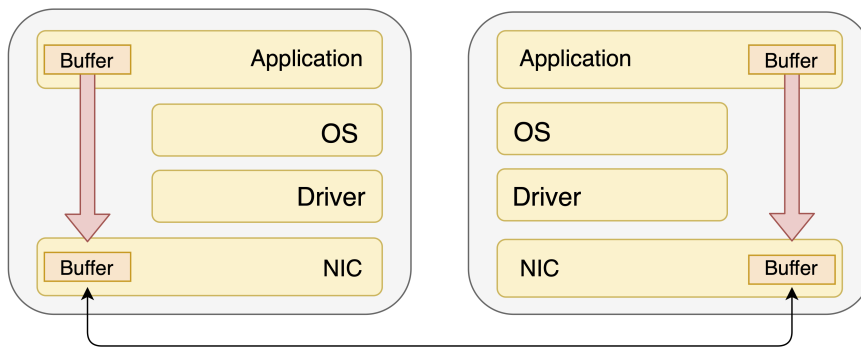 Buffer Application
OS
Driver
Buffer NIC
Application Buffer
OS
Driver
NIC Buffer